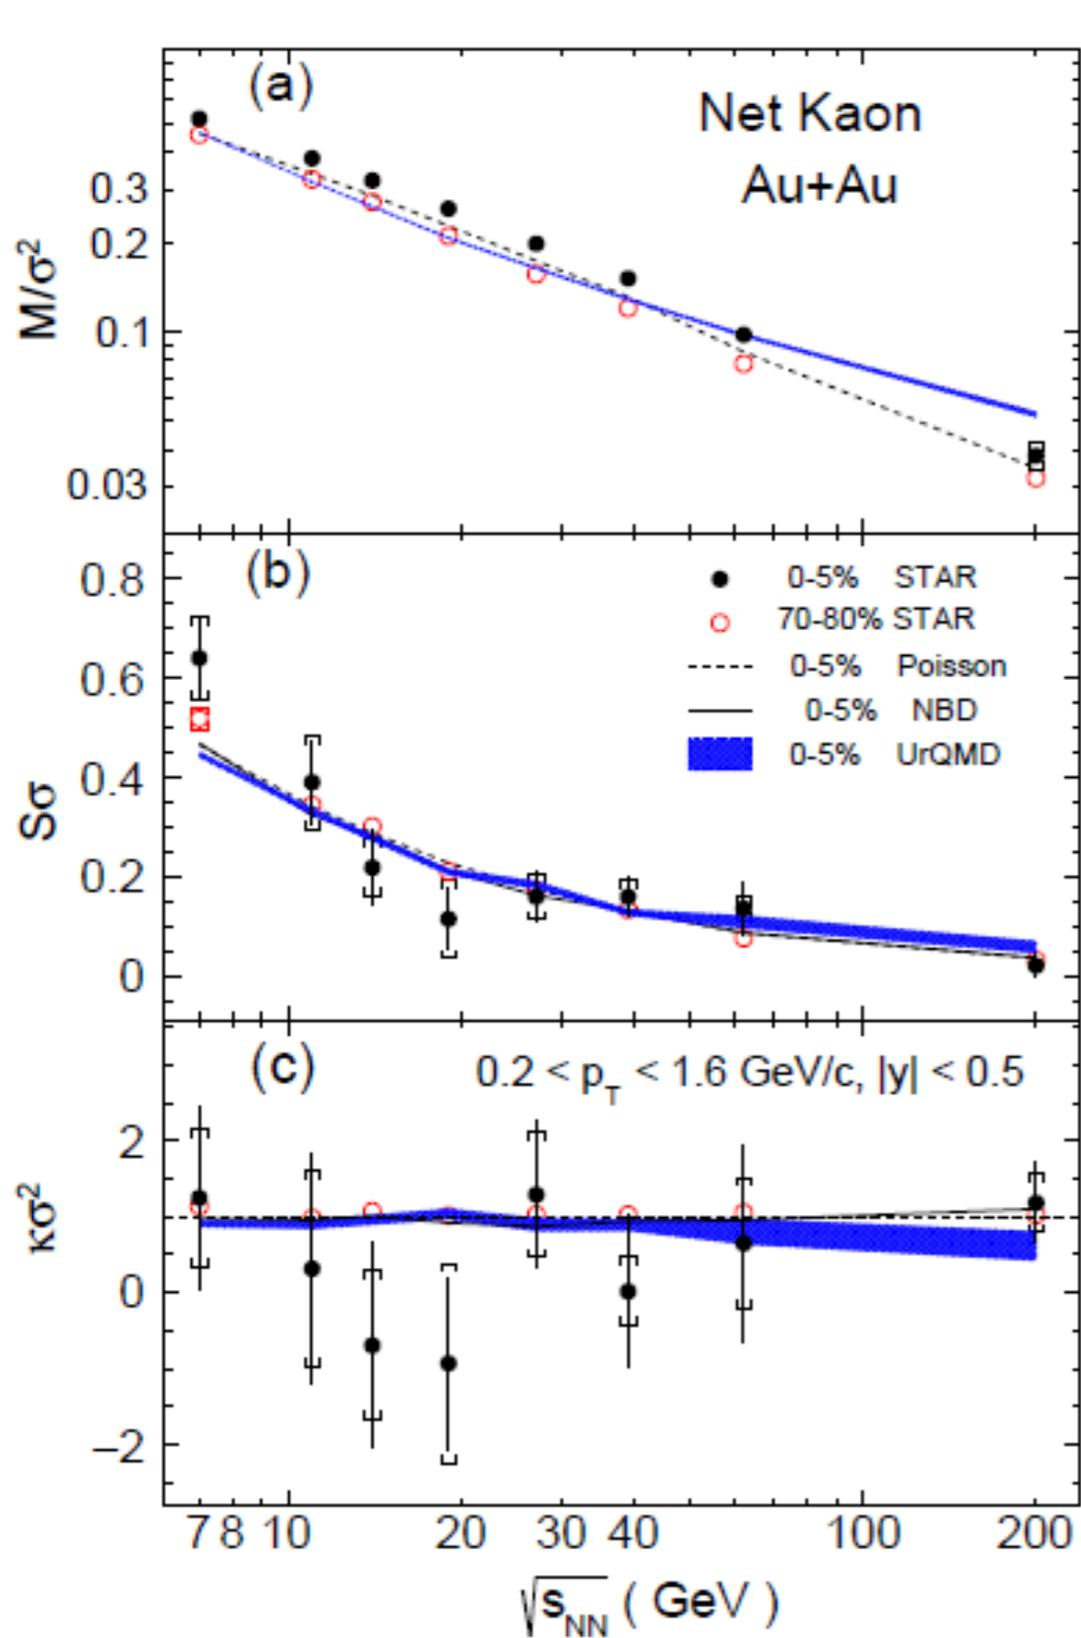 (a)
Net Kaon
Au+Au
M/σ²
0.3
0.2
0.1
0.03
(b)
Sσ
0.8
0.6
0.4
0.2
0
0-5% STAR
70-80% STAR
0-5% Poisson
0-5% NBD
0-5% UrQMD
(c)
0.2 < p_T < 1.6 GeV/c, |y| < 0.5
κσ²
2
0
−2
7 8 10 20 30 40 100 200
√s_NN ( GeV )